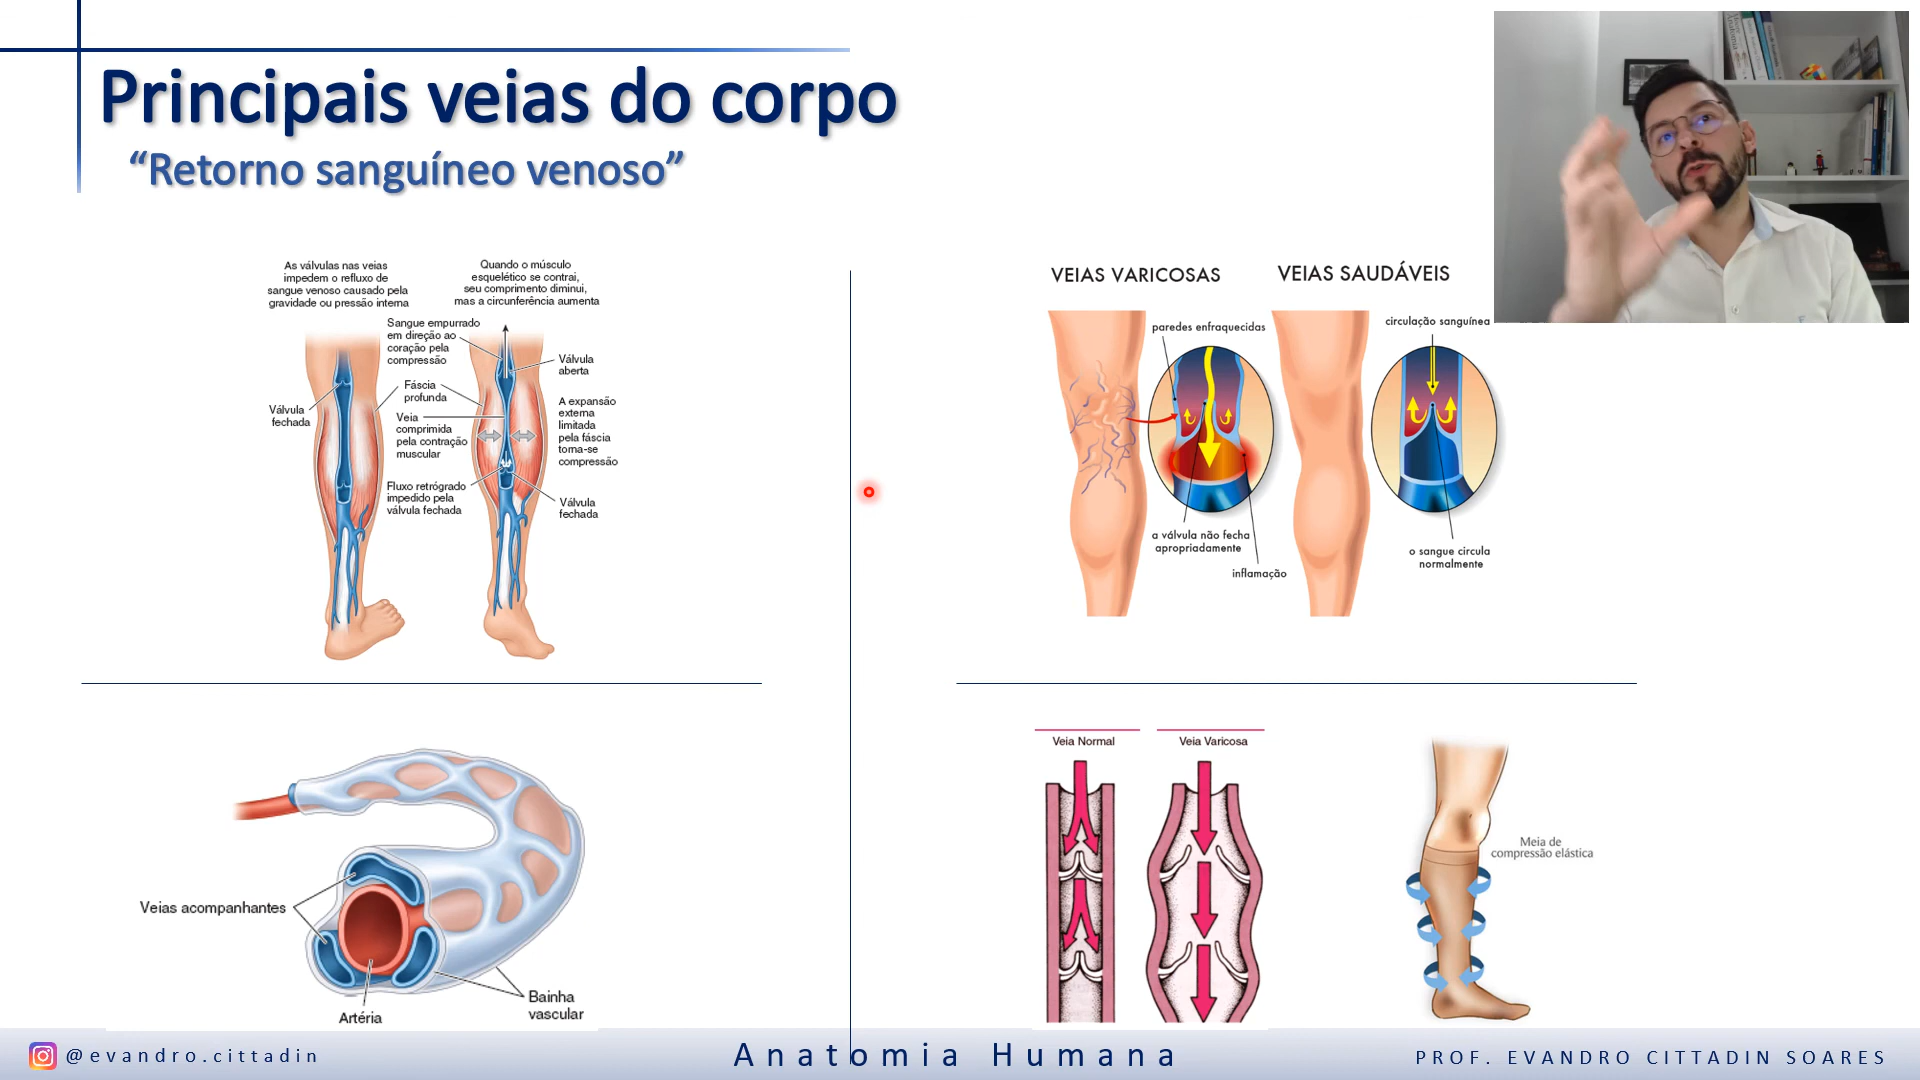 Principais veias do corpo
“Retorno sanguíneo venoso”
As válvulas nas veias
impedem o refluxo de
sangue venoso causado pela
gravidade ou pressão interna
Quando o músculo
esquelético se contrai,
seu comprimento diminui,
mas a circunferência aumenta
Sangue empurrado
em direção ao
coração pela
compressão
Válvula
aberta
Fáscia
profunda
Válvula
fechada
Veia
comprimida
pela contração
muscular
A expansão
externa
limitada
pela fáscia
torna-se
compressão
Fluxo retrógrado
impedido pela
válvula fechada
Válvula
fechada
VEIAS VARICOSAS
VEIAS SAUDÁVEIS
paredes enfraquecidas
circulação sanguínea
a válvula não fecha
apropriadamente
inflamação
o sangue circula
normalmente
Veias acompanhantes
Artéria
Bainha
vascular
Veia Normal
Veia Varicosa
Meia de
compressão elástica
@evandro.cittadin
Anatomia Humana
PROF. EVANDRO CITTADIN SOARES